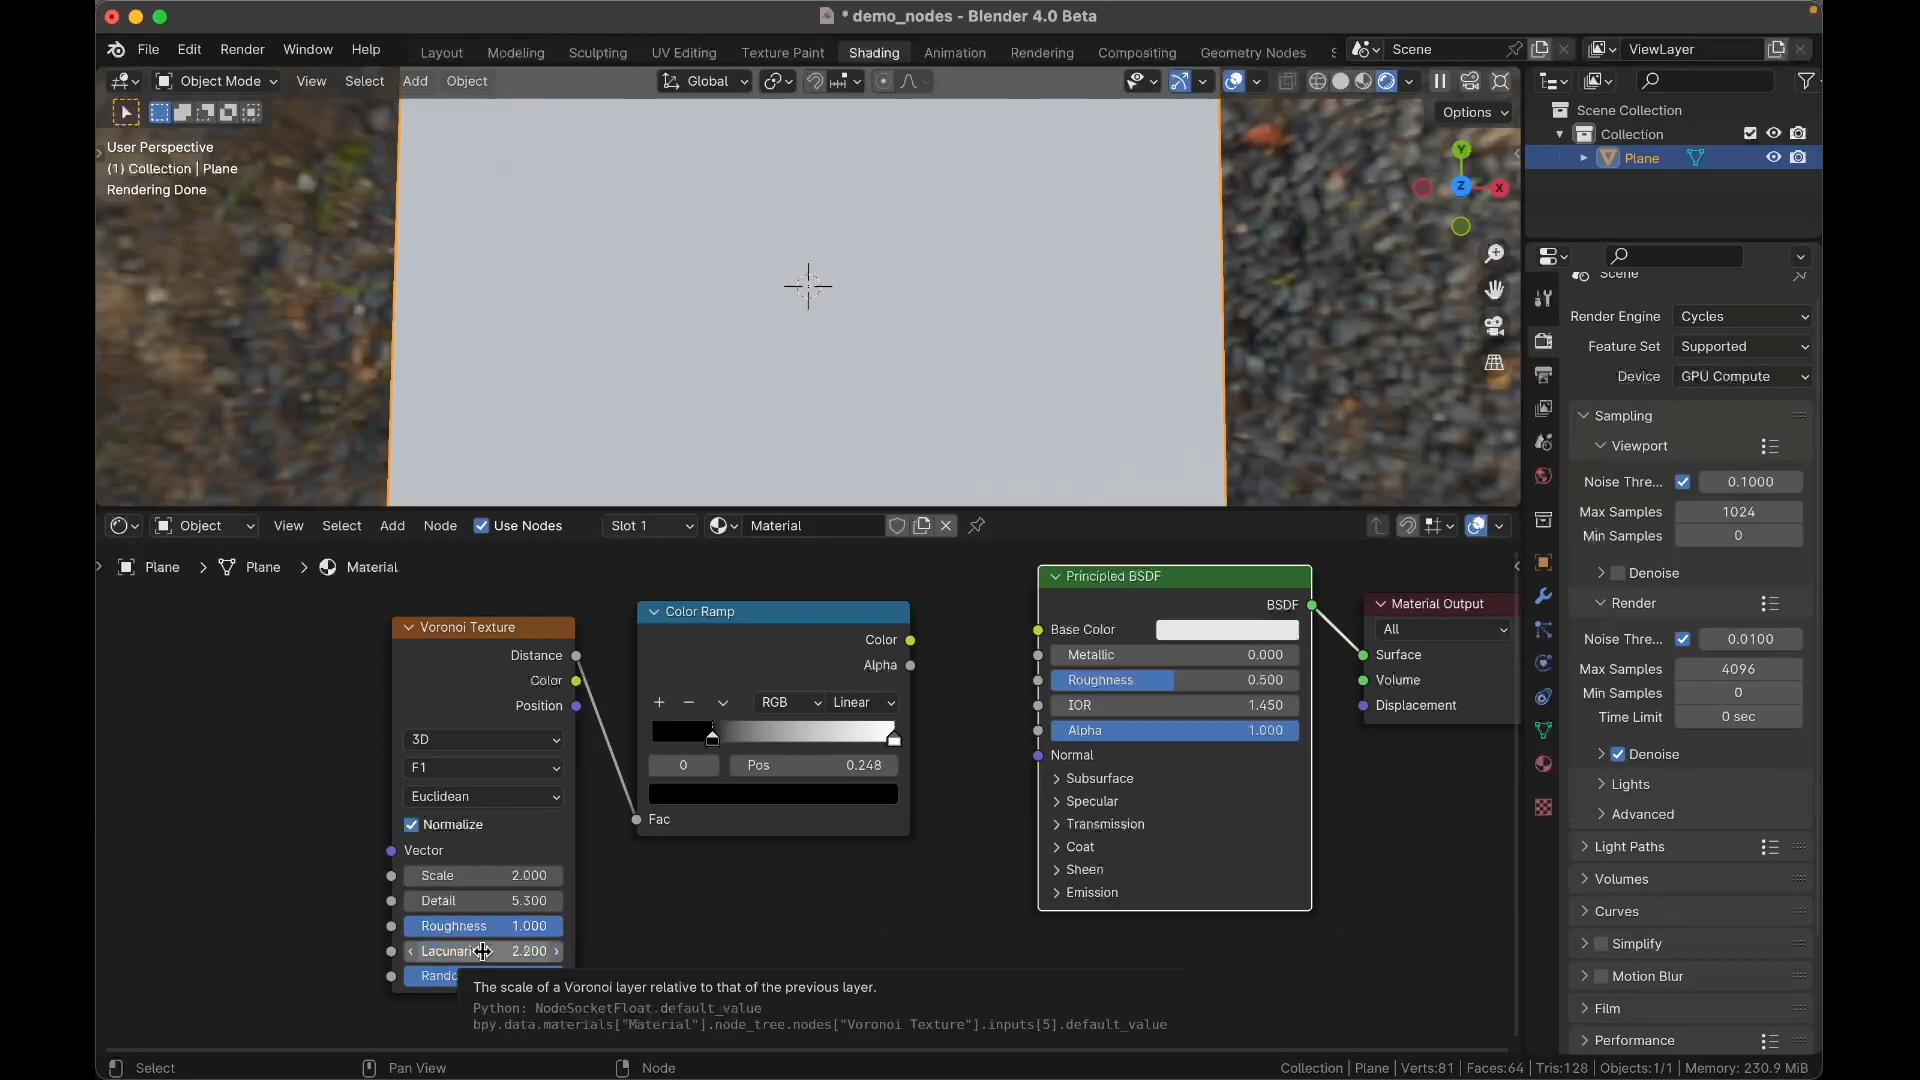 * demo_nodes - Blender 4.0 Beta
File Edit Render Window Help Layout Modeling Sculpting UV Editing Texture Paint Shading Animation Rendering Compositing Geometry Nodes Scene ViewLayer
Object Mode View Select Add Object Global
Options
User Perspective
(1) Collection | Plane
Rendering Done
Y
Z X
Scene Collection
Collection
Plane
Scene
Render Engine Cycles
Feature Set Supported
Device GPU Compute
Sampling
Viewport
Noise Thre... 0.1000
Max Samples 1024
Min Samples 0
Denoise
Render
Noise Thre... 0.0100
Max Samples 4096
Min Samples 0
Time Limit 0 sec
Denoise
Lights
Advanced
Light Paths
Volumes
Curves
Simplify
Motion Blur
Film
Performance
Object View Select Add Node Use Nodes Slot 1 Material
Plane > Plane > Material
Voronoi Texture
Distance
Color
Position
3D
F1
Euclidean
Normalize
Vector
Scale 2.000
Detail 5.300
Roughness 1.000
Lacunari 2.200
Rando
Color Ramp
Color
Alpha
RGB Linear
0 Pos 0.248
Fac
Principled BSDF
BSDF
Base Color
Metallic 0.000
Roughness 0.500
IOR 1.450
Alpha 1.000
Normal
Subsurface
Specular
Transmission
Coat
Sheen
Emission
Material Output
All
Surface
Volume
Displacement
The scale of a Voronoi layer relative to that of the previous layer.
Python: NodeSocketFloat.default_value
bpy.data.materials["Material"].node_tree.nodes["Voronoi Texture"].inputs[5].default_value
Select Pan View Node Collection | Plane | Verts:81 | Faces:64 | Tris:128 | Objects:1/1 | Memory: 230.9 MiB